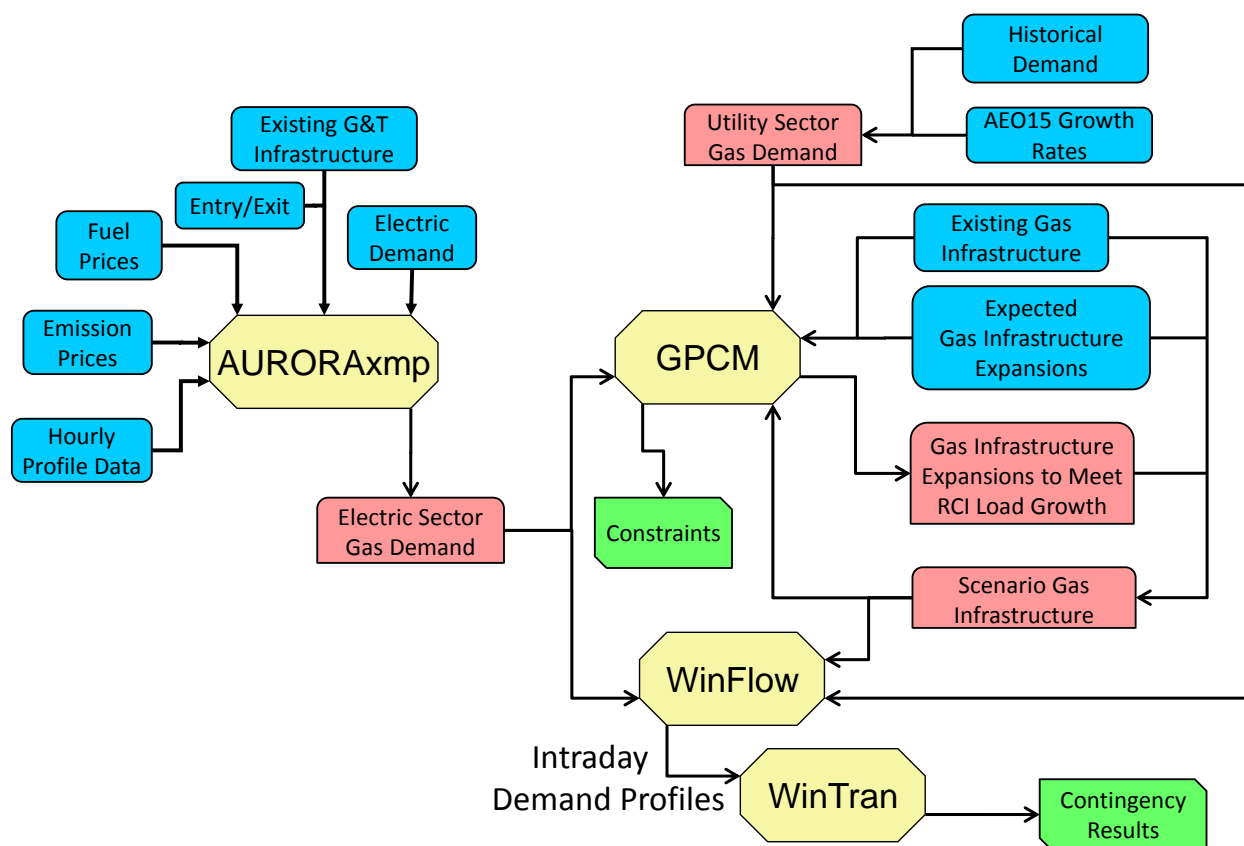 Historical
Demand
Existing G&T
Infrastructure
Utility Sector
Gas Demand
AEO15 Growth
Rates
Entry/Exit
Fuel
Prices
Electric
Demand
Existing Gas
Infrastructure
Emission
Prices
AURORAxmp
GPCM
Expected
Gas Infrastructure
Expansions
Hourly
Profile Data
Gas Infrastructure
Expansions to Meet
RCI Load Growth
Electric Sector
Gas Demand
Constraints
Scenario Gas
Infrastructure
WinFlow
Intraday
Demand Profiles
WinTran
Contingency
Results